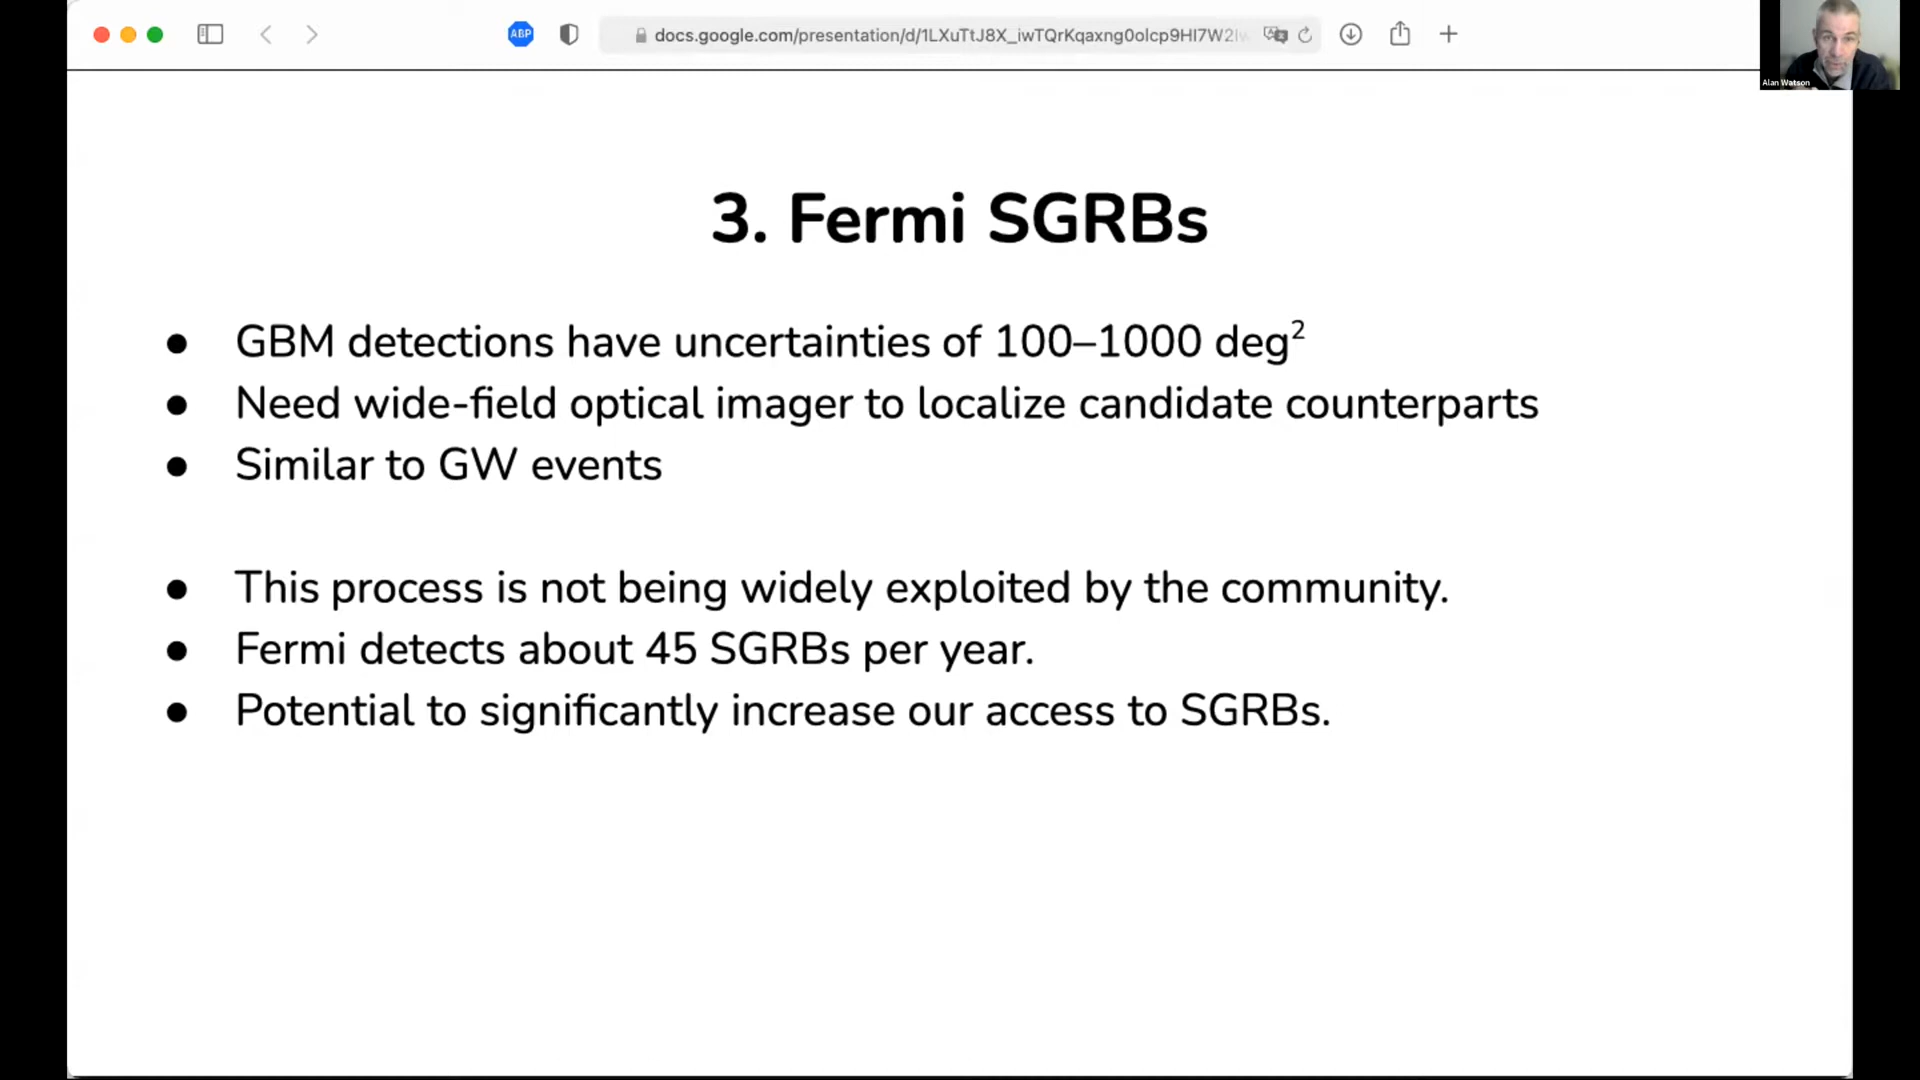 ABP
docs.google.com/presentation/d/1LXuTtJ8X_iwTQrKqaxng0olcp9HI7W2I
Alan Watson
3. Fermi SGRBs
● GBM detections have uncertainties of 100–1000 deg²
● Need wide-field optical imager to localize candidate counterparts
● Similar to GW events
● This process is not being widely exploited by the community.
● Fermi detects about 45 SGRBs per year.
● Potential to significantly increase our access to SGRBs.